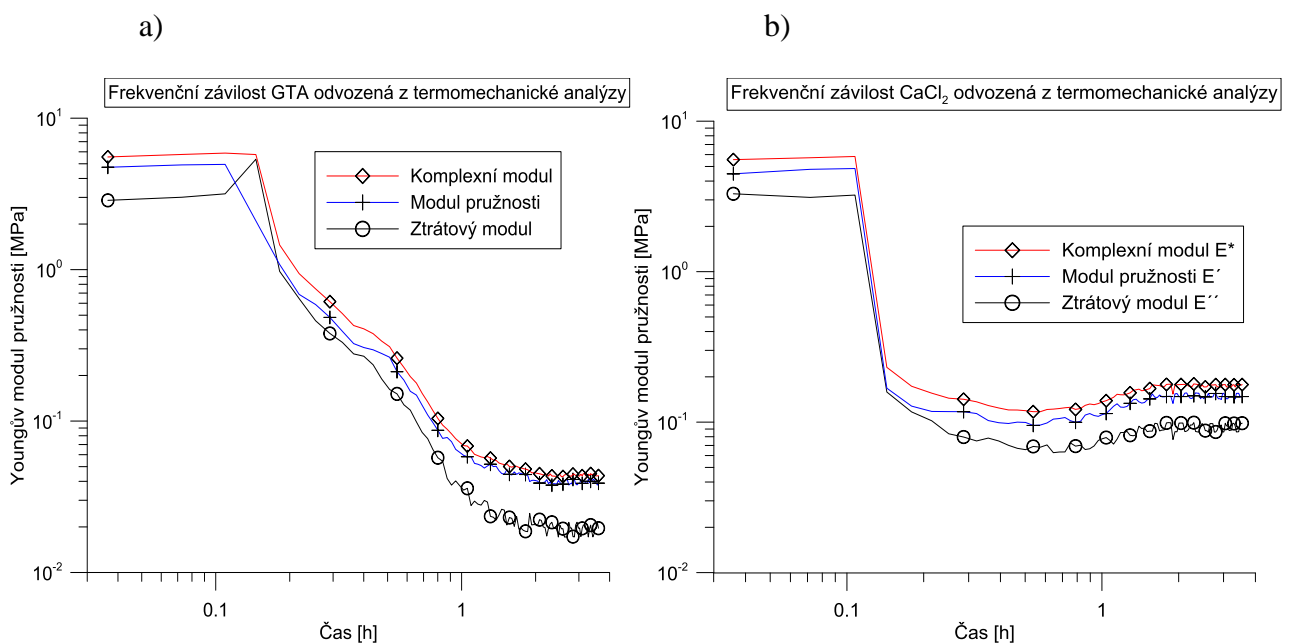 a)
b)
Frekvenční závilost GTA odvozená z termomechanické analýzy
Youngův modul pružnosti [MPa]
10^1
10^0
10^-1
10^-2
Komplexní modul
Modul pružnosti
Ztrátový modul
0.1
1
Čas [h]
Frekvenční závilost CaCl₂ odvozená z termomechanické analýzy
Youngův modul pružnosti [MPa]
10^1
10^0
10^-1
10^-2
Komplexní modul E*
Modul pružnosti E´
Ztrátový modul E´´
0.1
1
Čas [h]